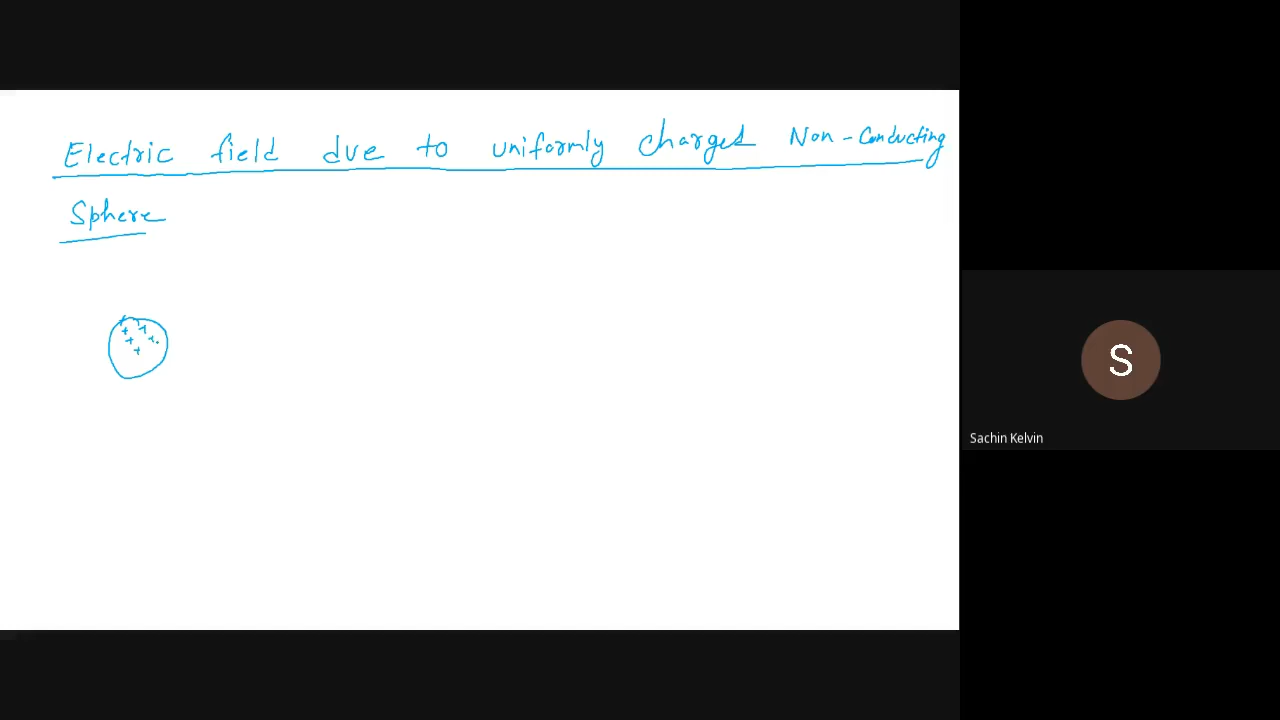 Electric field due to uniformly charged Non-Conducting
Sphere
S
Sachin Kelvin